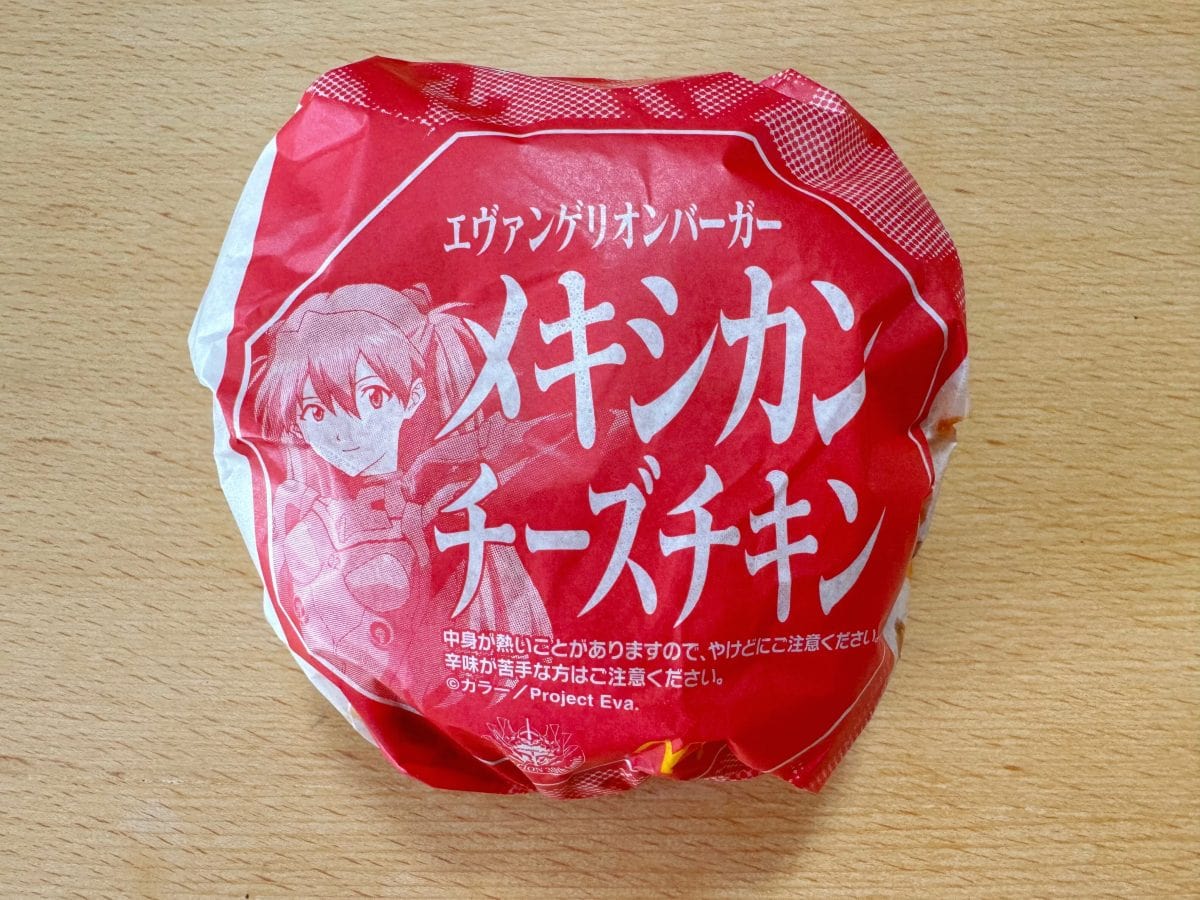 エヴァンゲリオンバーガー
メキシカン
チーズチキン
中身が熱いことがありますので、やけどにご注意ください。
辛味が苦手な方はご注意ください。
©カラー／Project Eva.